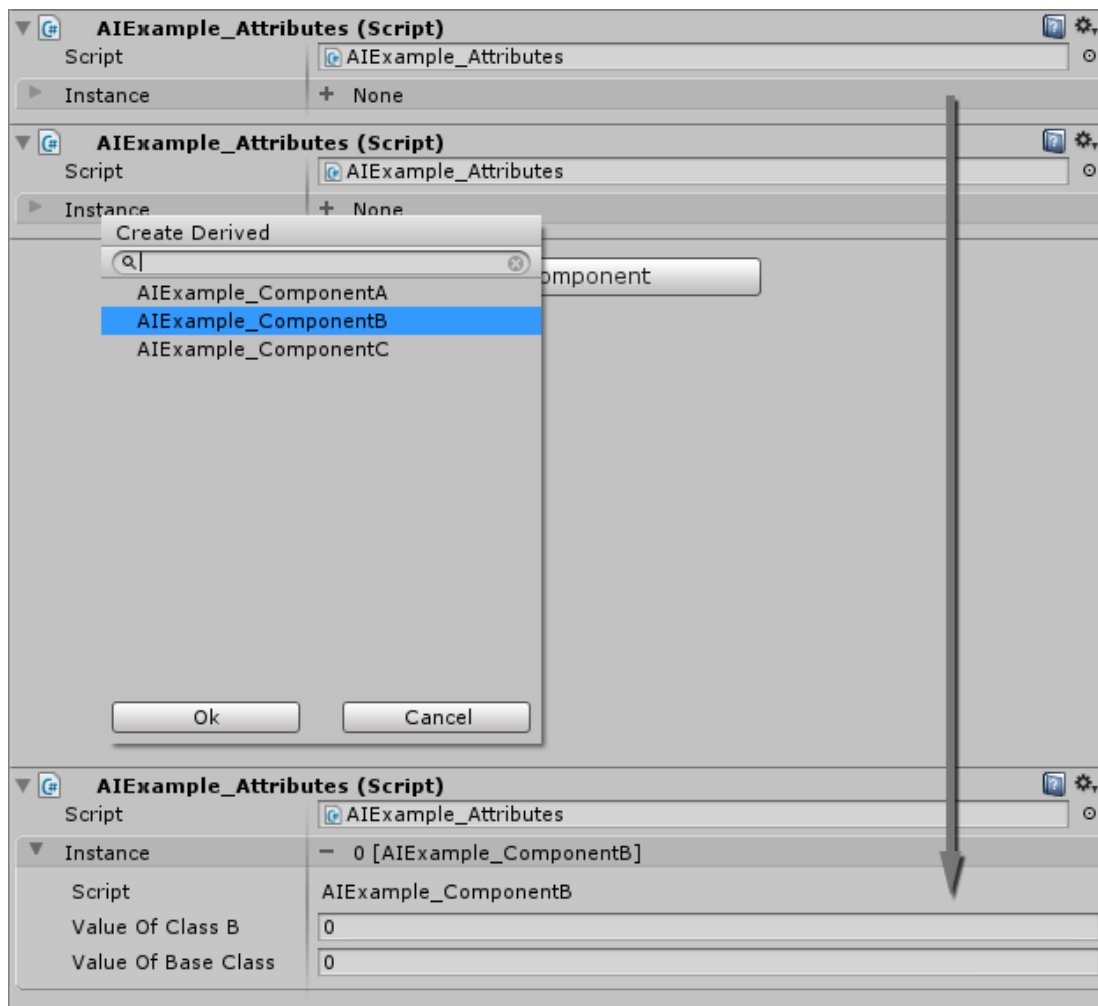 AIExample_Attributes (Script)
Script AIExample_Attributes
Instance + None
AIExample_Attributes (Script)
Script AIExample_Attributes
Instance + None
Create Derived
omponent
AIExample_ComponentA
AIExample_ComponentB
AIExample_ComponentC
Ok Cancel
AIExample_Attributes (Script)
Script AIExample_Attributes
Instance − 0 [AIExample_ComponentB]
Script AIExample_ComponentB
Value Of Class B 0
Value Of Base Class 0